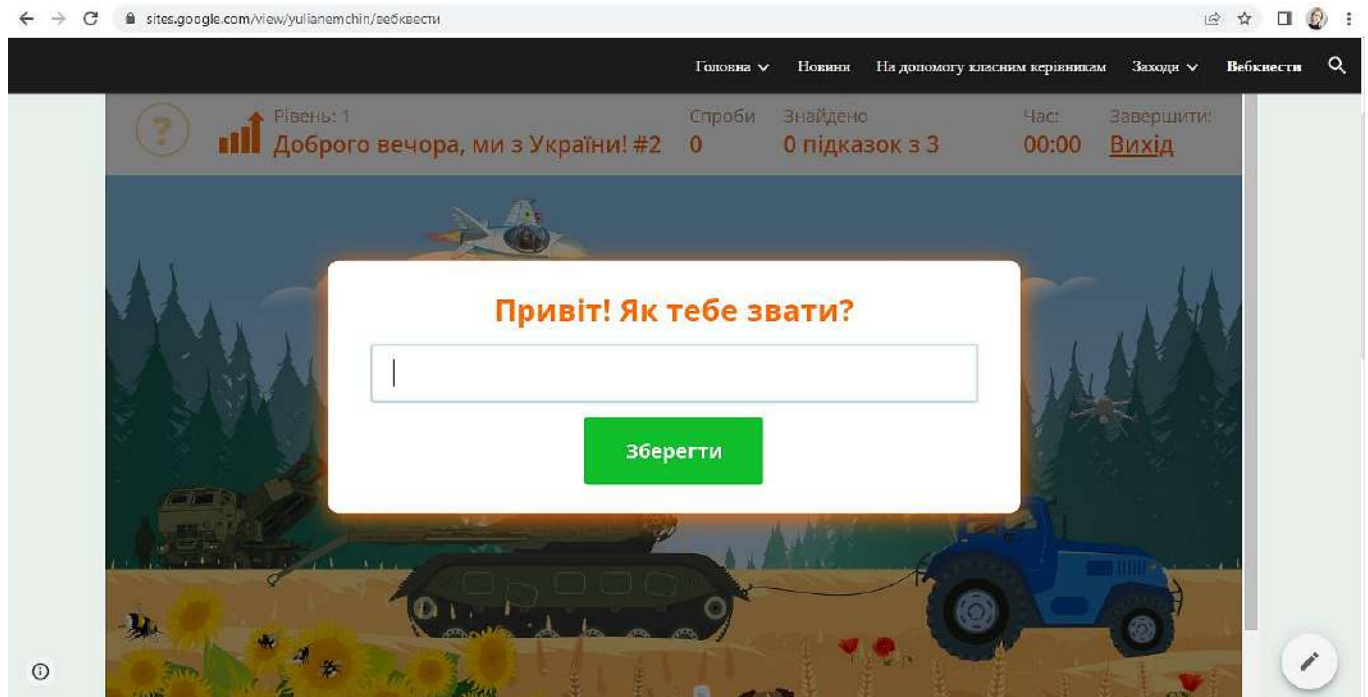 sites.google.com/view/yulianemchin/вебквести
Головна Новини На допомогу класним керівникам Заходи Вебквести
Рівень: 1 Спроби Знайдено Час: Завершити:
Доброго вечора, ми з України! #2 0 0 підказок з 3 00:00 Вихід
Привіт! Як тебе звати?
Зберегти